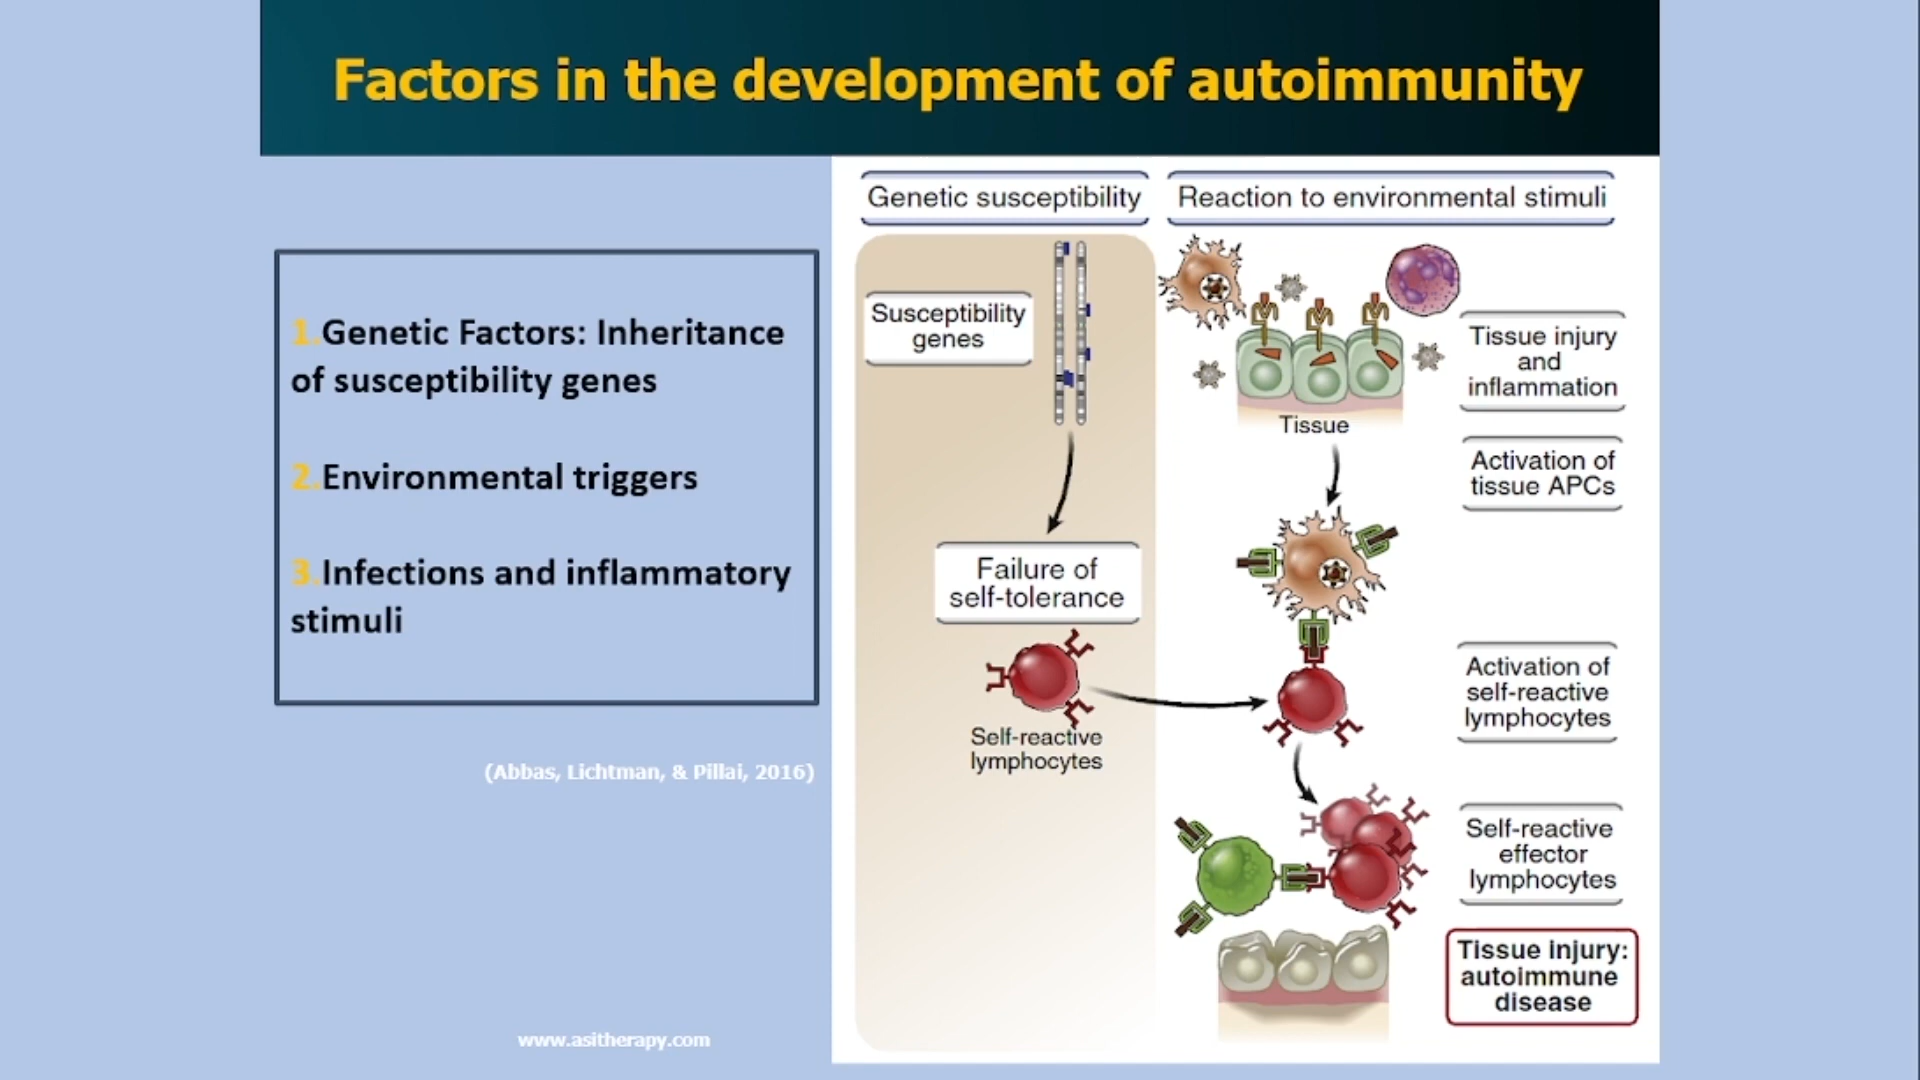 Factors in the development of autoimmunity
1.Genetic Factors: Inheritance
of susceptibility genes
2.Environmental triggers
3.Infections and inflammatory
stimuli
(Abbas, Lichtman, & Pillai, 2016)
www.asitherapy.com
Genetic susceptibility
Reaction to environmental stimuli
Susceptibility
genes
Tissue injury
and
inflammation
Tissue
Activation of
tissue APCs
Failure of
self-tolerance
Self-reactive
lymphocytes
Activation of
self-reactive
lymphocytes
Self-reactive
effector
lymphocytes
Tissue injury:
autoimmune
disease